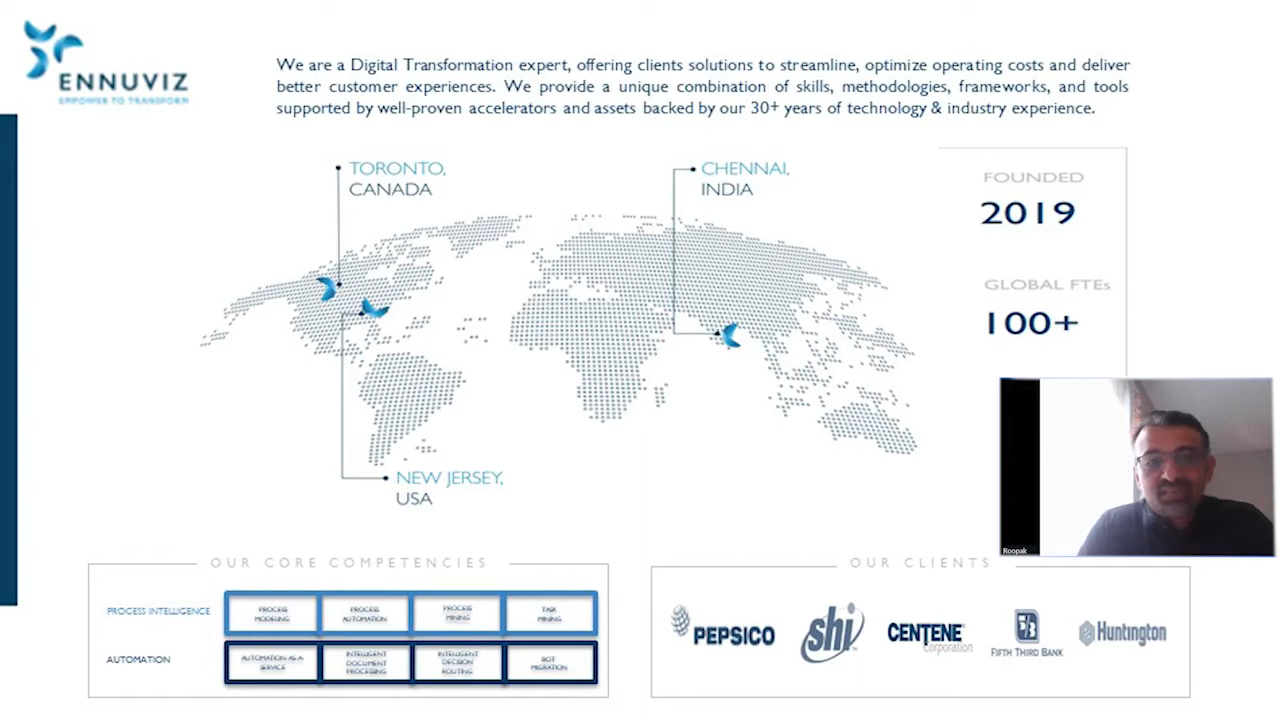 ENNUVIZ
EMPOWER TO TRANSFORM
We are a Digital Transformation expert, offering clients solutions to streamline, optimize operating costs and deliver
better customer experiences. We provide a unique combination of skills, methodologies, frameworks, and tools
supported by well-proven accelerators and assets backed by our 30+ years of technology & industry experience.
TORONTO,
CANADA
CHENNAI,
INDIA
FOUNDED
2019
GLOBAL FTEs
100+
NEW JERSEY,
USA
Roopak
OUR CORE COMPETENCIES
PROCESS INTELLIGENCE
PROCESS
MODELING
PROCESS
AUTOMATION
PROCESS
MINING
TASK
MINING
AUTOMATION
AUTOMATION-AS-A-
SERVICE
INTELLIGENT
DOCUMENT
PROCESSING
INTELLIGENT
DECISION
ROUTING
BOT
MIGRATION
OUR CLIENTS
PEPSICO
shi
CENTENE
Corporation
FIFTH THIRD BANK
Huntington